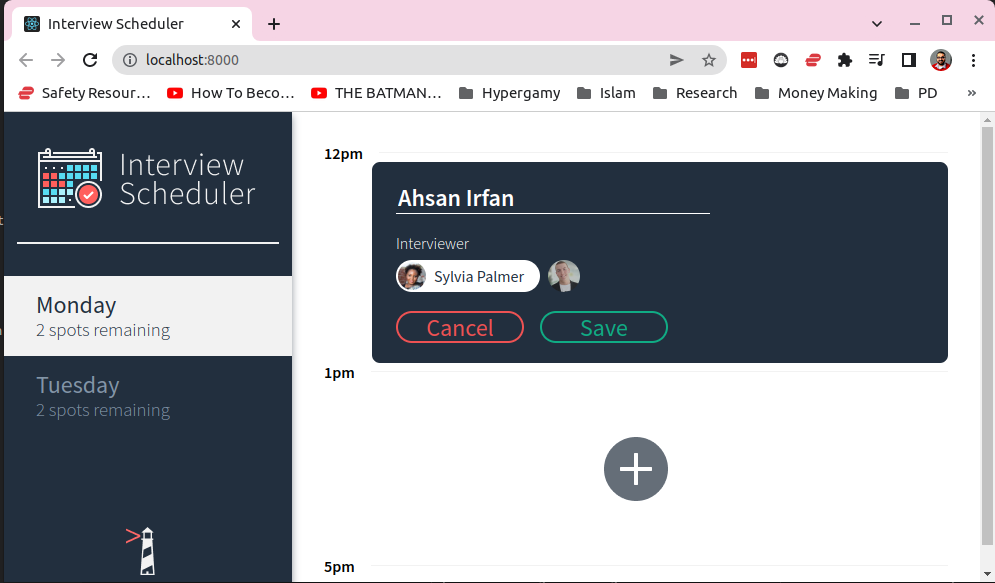 Interview Scheduler
localhost:8000
Safety Resour...
How To Beco...
THE BATMAN...
Hypergamy
Islam
Research
Money Making
PD
»
Interview
Scheduler
Monday
2 spots remaining
Tuesday
2 spots remaining
12pm
Ahsan Irfan
Interviewer
Sylvia Palmer
Cancel
Save
1pm
5pm